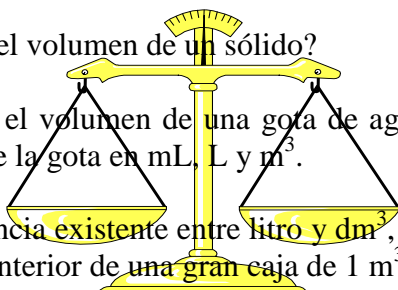 el volumen de un sólido?
el volumen de una gota de ag
e la gota en mL, L y m³.
ncia existente entre litro y dm³,
nterior de una gran caja de 1 m³